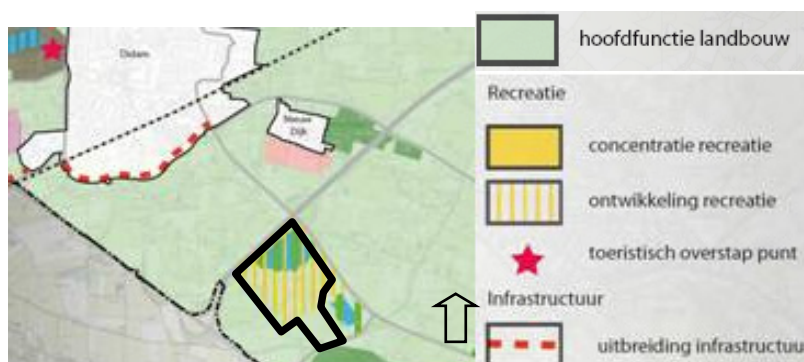 Didam
Nieuw
Dijk
hoofdfunctie landbouw
Recreatie
concentratie recreatie
ontwikkeling recreatie
toeristisch overstap punt
Infrastructuur
uitbreiding infrastructuu